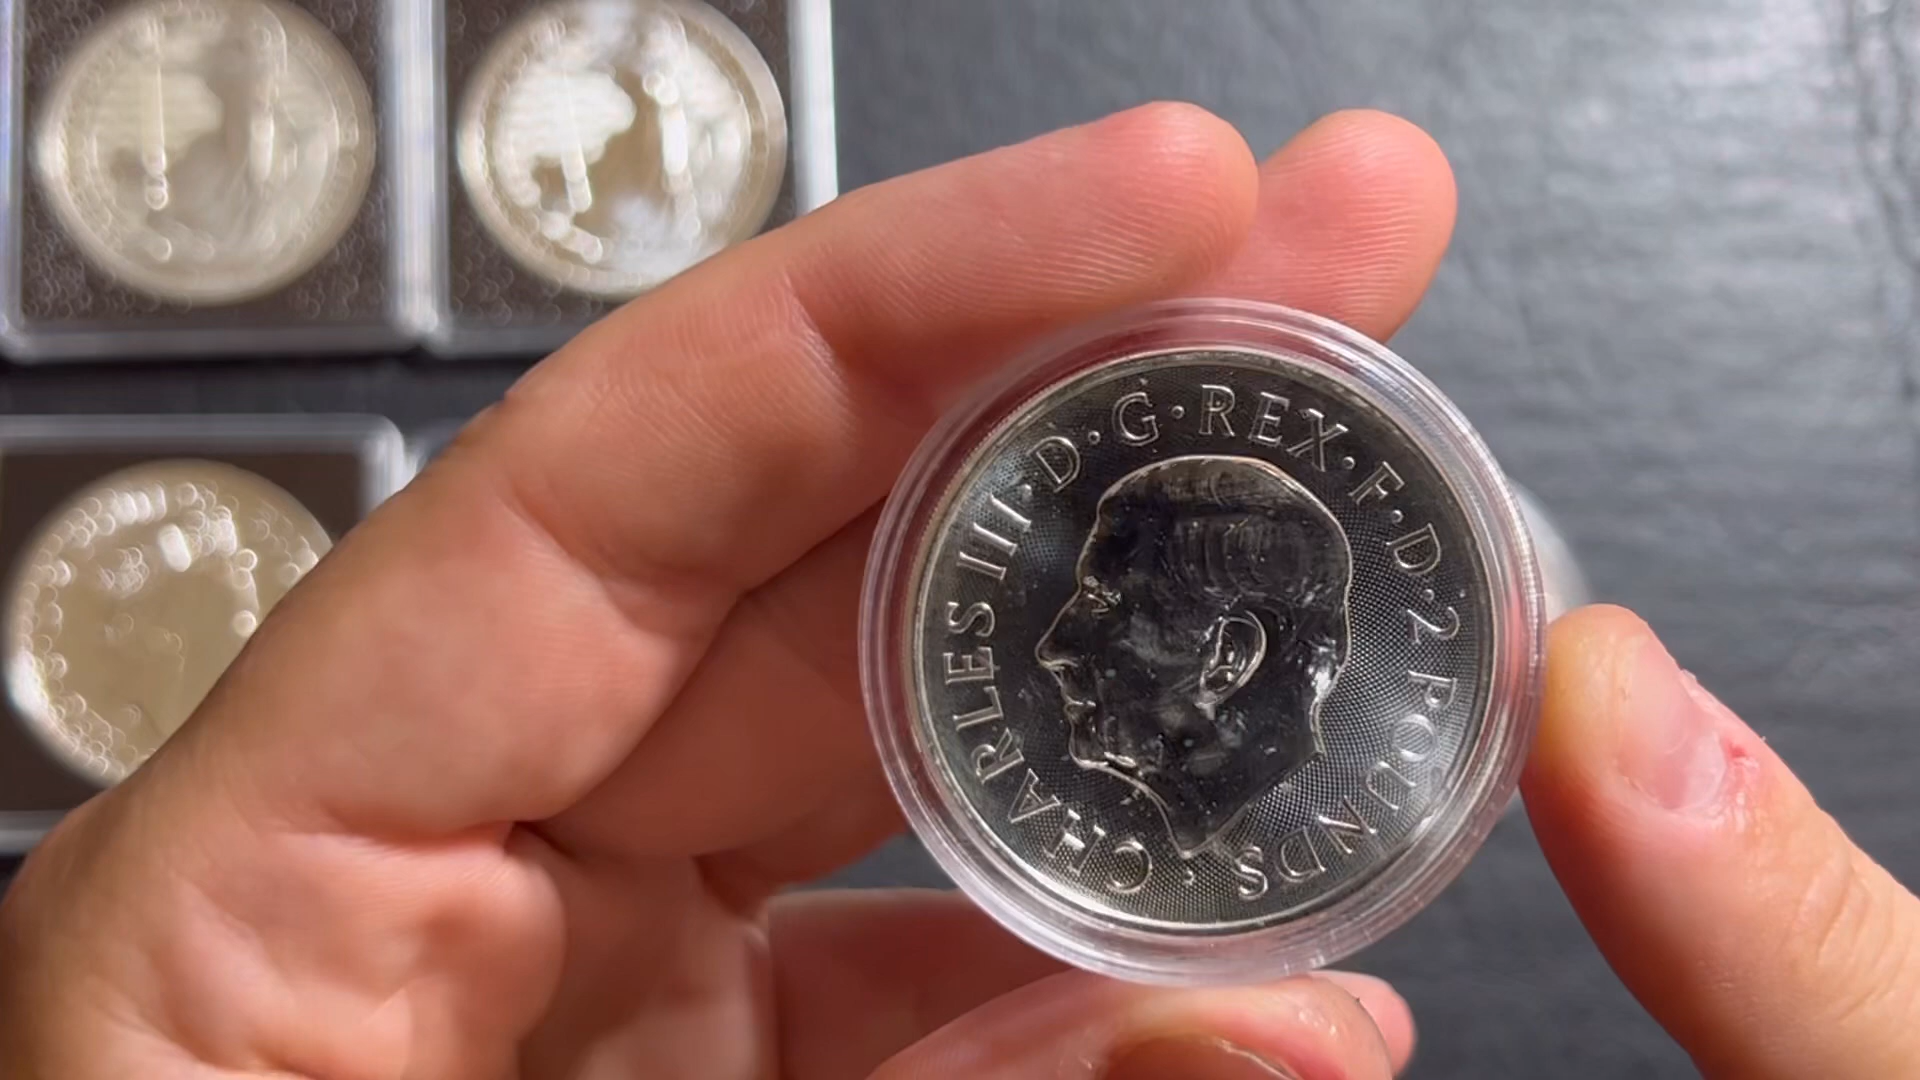 CHARLES III · D · G · REX · F · D · 2 POUNDS ·